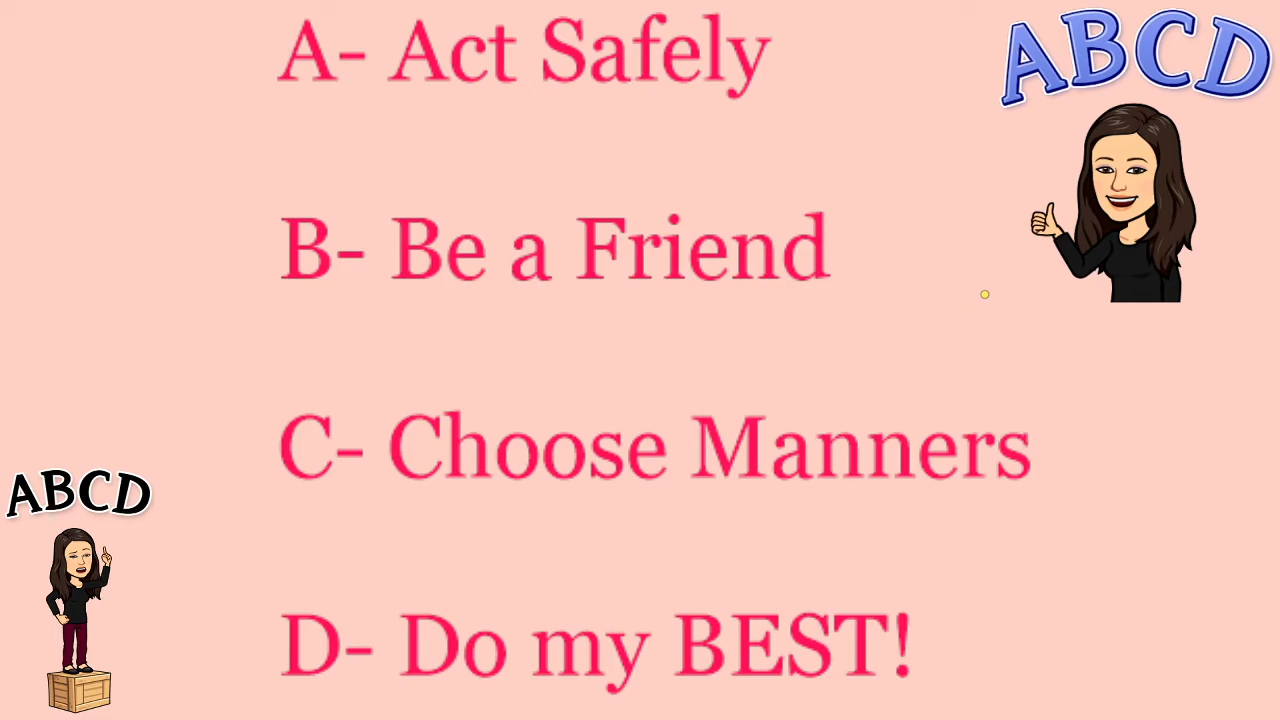 A- Act Safely
ABCD
B- Be a Friend
C- Choose Manners
ABCD
D- Do my BEST!